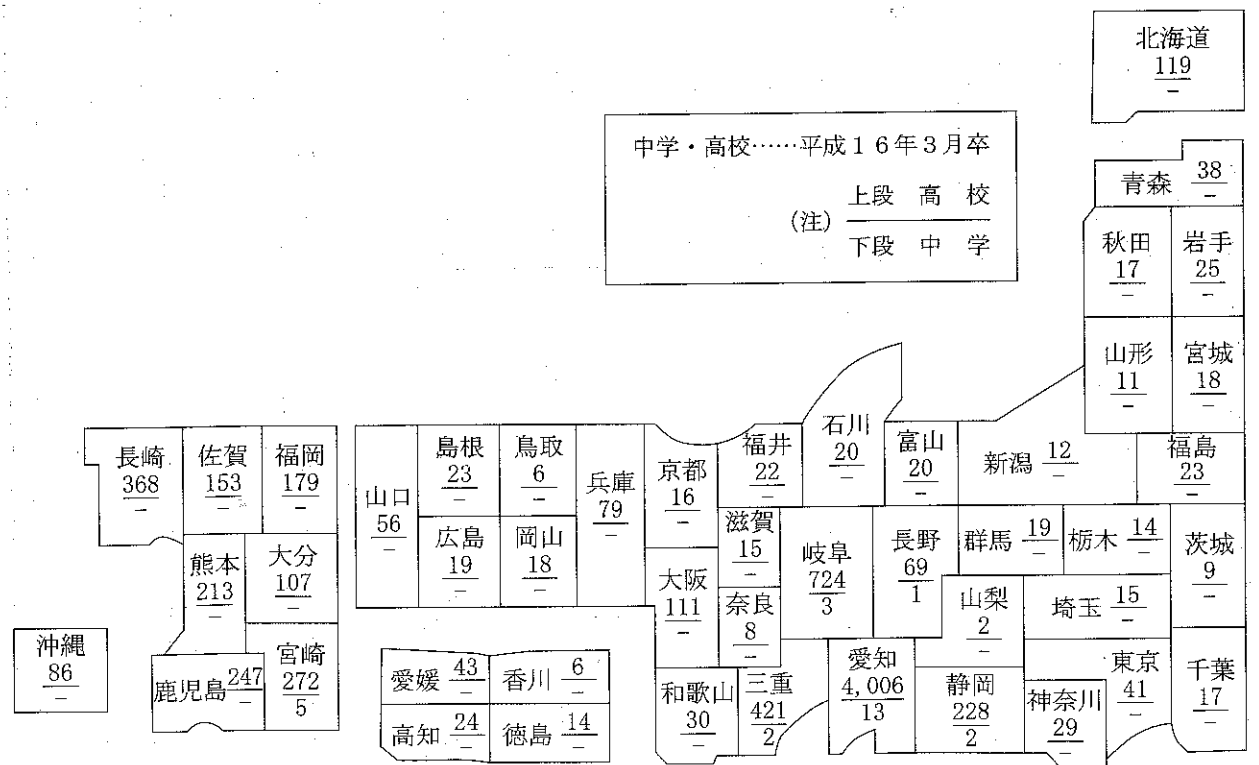 北海道
119
-
中学・高校……平成16年3月卒
(注)
上段 高 校
下段 中 学
青森 38
-
秋田
17
-
岩手
25
-
山形
11
-
宮城
18
-
福島
23
-
新潟 12
-
富山
20
-
石川
20
-
福井
22
-
京都
16
-
兵庫
79
-
鳥取
6
-
島根
23
-
山口
56
-
広島
19
-
岡山
18
-
福岡
179
-
佐賀
153
-
長崎
368
-
熊本
213
-
大分
107
-
宮崎
272
5
鹿児島 247
-
沖縄
86
-
愛媛 43
-
香川 6
-
高知 24
-
徳島 14
-
大阪
111
-
滋賀
15
-
奈良
8
-
和歌山
30
-
三重
421
2
岐阜
724
3
愛知
4,006
13
長野
69
1
群馬 19
-
栃木 14
-
茨城
9
-
山梨
2
-
埼玉 15
-
静岡
228
2
神奈川
29
-
東京
41
-
千葉
17
-